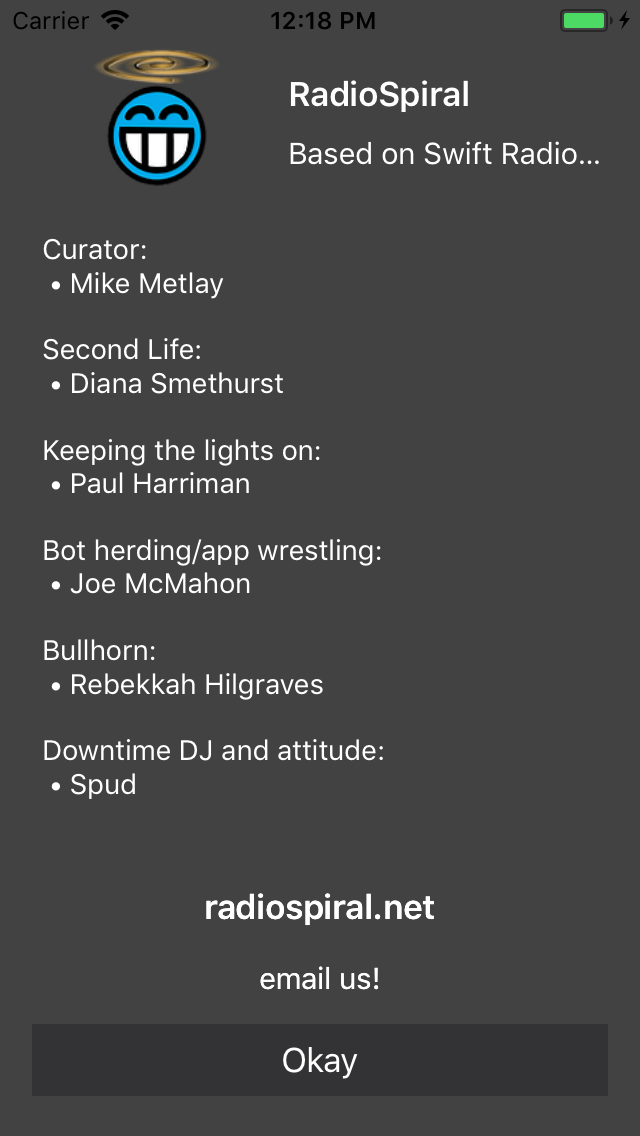 Carrier 12:18 PM
RadioSpiral
Based on Swift Radio...
Curator:
• Mike Metlay
Second Life:
• Diana Smethurst
Keeping the lights on:
• Paul Harriman
Bot herding/app wrestling:
• Joe McMahon
Bullhorn:
• Rebekkah Hilgraves
Downtime DJ and attitude:
• Spud
radiospiral.net
email us!
Okay